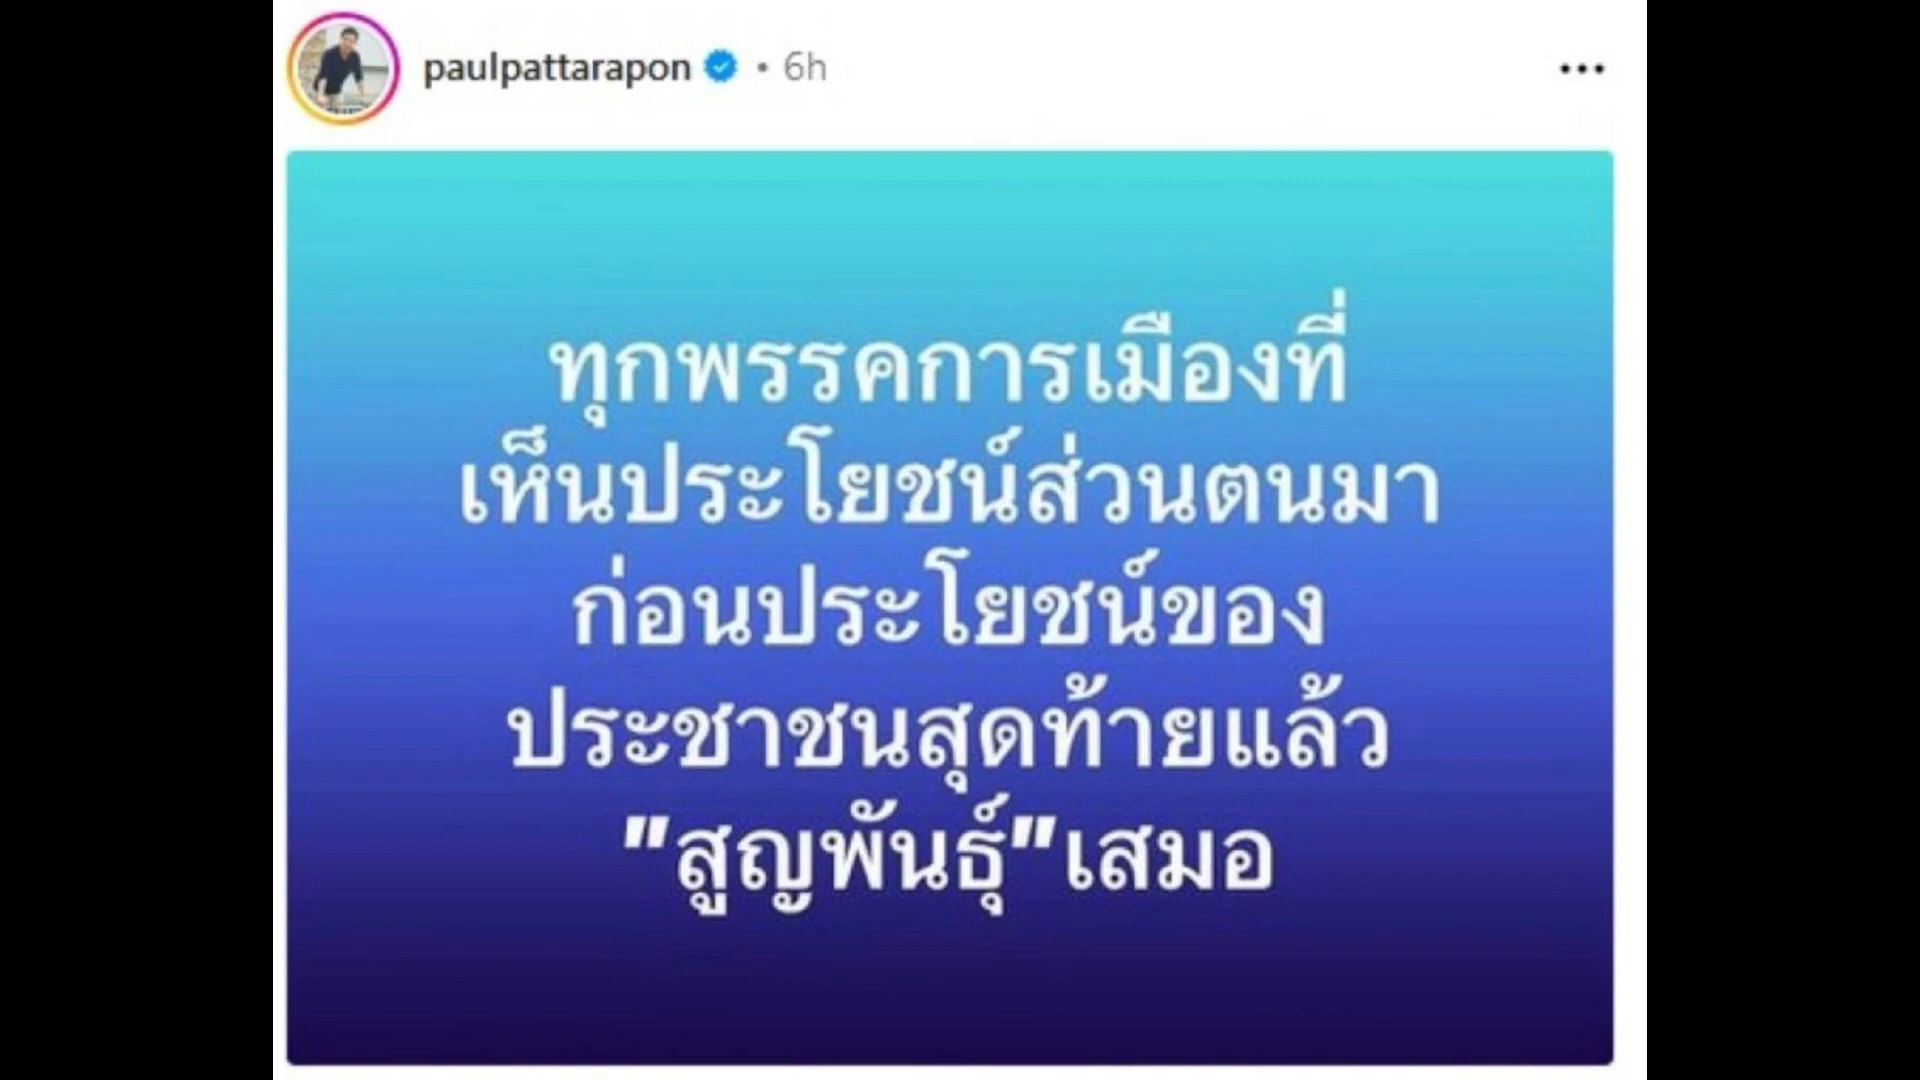 paulpattarapon • 6h
ทุกพรรคการเมืองที่
เห็นประโยชน์ส่วนตนมา
ก่อนประโยชน์ของ
ประชาชนสุดท้ายแล้ว
"สูญพันธุ์"เสมอ